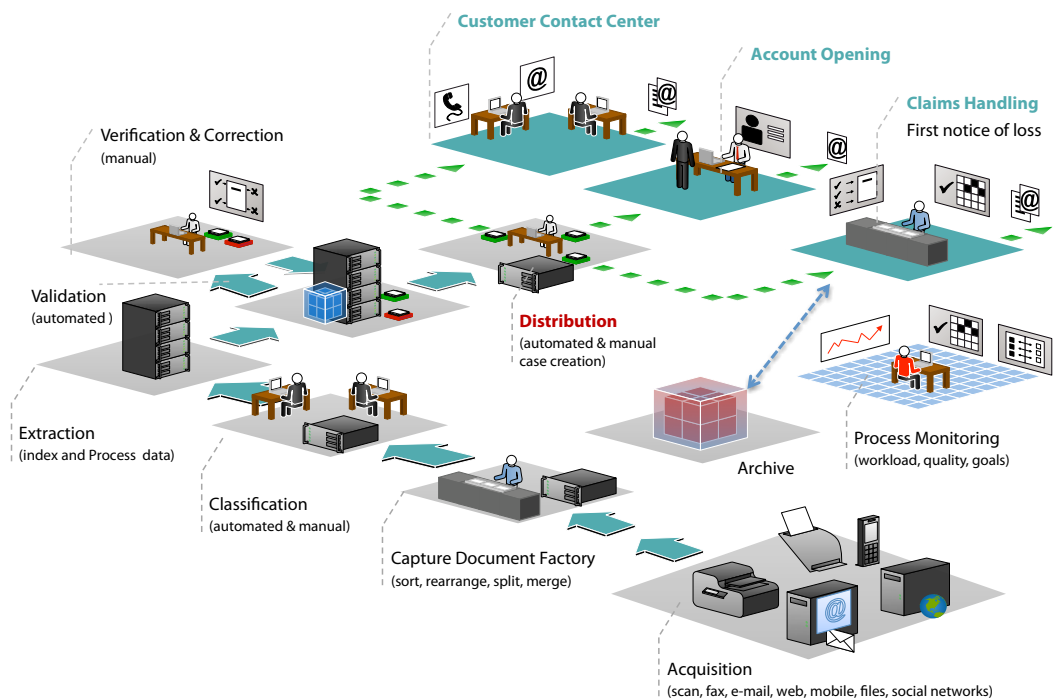 Customer Contact Center
Account Opening
Claims Handling
First notice of loss
Verification & Correction
(manual)
@
@
@
@
Validation
(automated )
Distribution
(automated & manual
case creation)
Extraction
(index and Process  data)
Classification
(automated & manual)
Archive
Process Monitoring
(workload, quality, goals)
Capture Document Factory
(sort, rearrange, split, merge)
@
Acquisition
(scan, fax, e-mail, web, mobile, files, social networks)